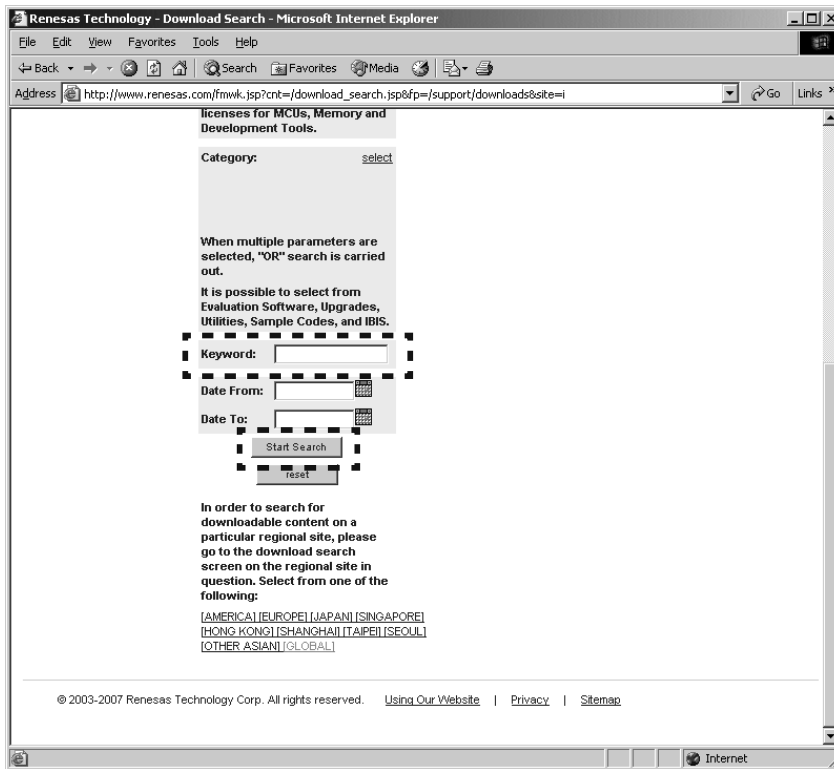 Renesas Technology - Download Search - Microsoft Internet Explorer
File Edit View Favorites Tools Help
Back Search Favorites Media
Address http://www.renesas.com/fmwk.jsp?cnt=/download_search.jsp&fp=/support/downloads&site=i Go Links »
licenses for MCUs, Memory and
Development Tools.
Category: select
When multiple parameters are
selected, "OR" search is carried
out.
It is possible to select from
Evaluation Software, Upgrades,
Utilities, Sample Codes, and IBIS.
Keyword:
Date From:
Date To:
Start Search
reset
In order to search for
downloadable content on a
particular regional site, please
go to the download search
screen on the regional site in
question. Select from one of the
following:
[AMERICA] [EUROPE] [JAPAN] [SINGAPORE]
[HONG KONG] [SHANGHAI] [TAIPEI] [SEOUL]
[OTHER ASIAN] [GLOBAL]
© 2003-2007 Renesas Technology Corp. All rights reserved. Using Our Website | Privacy | Sitemap
Internet